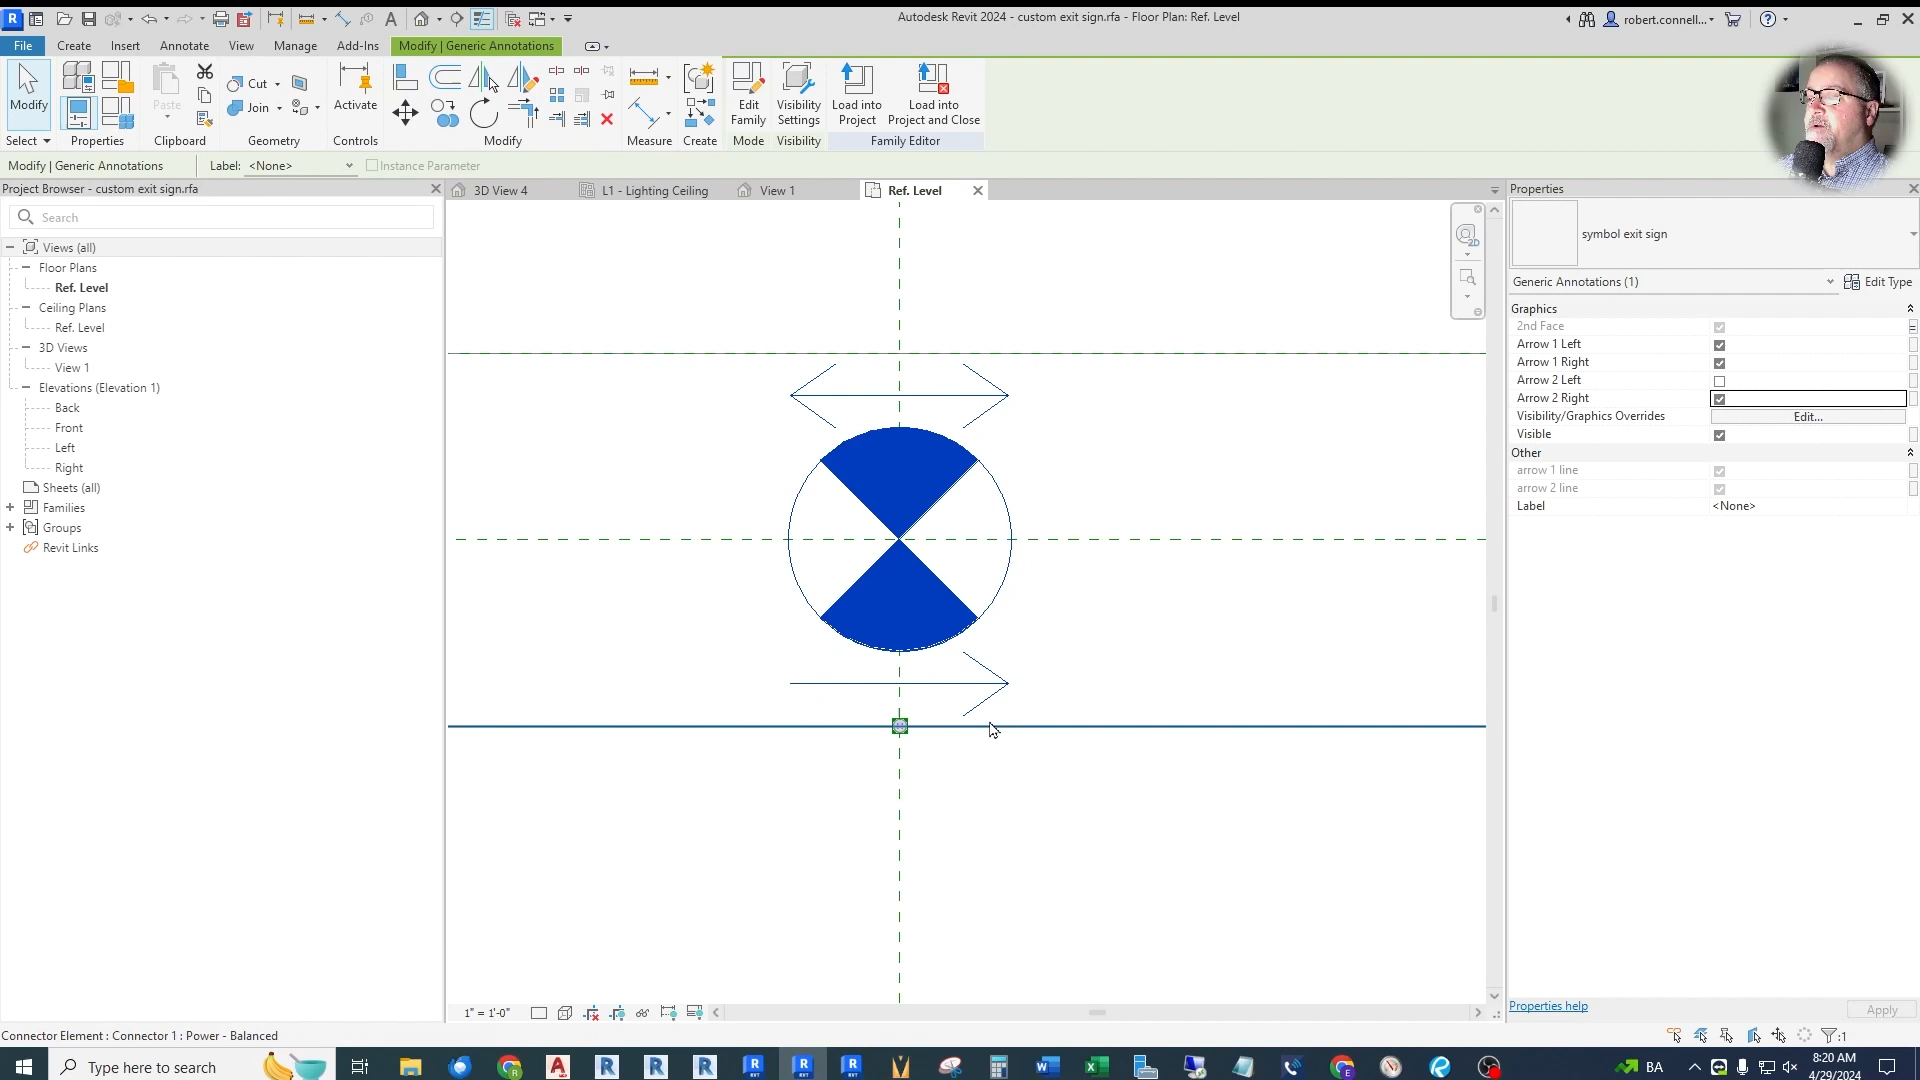 Autodesk Revit 2024 - custom exit sign.rfa - Floor Plan: Ref. Level
robert.connell...
File Create Insert Annotate View Manage Add-Ins Modify | Generic Annotations
Modify
Select
Properties
Paste
Clipboard
Cut
Join
Geometry
Activate
Controls
Modify
Measure
Create
Edit
Family
Mode
Visibility
Settings
Visibility
Load into
Project
Load into
Project and Close
Family Editor
Modify | Generic Annotations
Label: <None>
Instance Parameter
Project Browser - custom exit sign.rfa
Search
Views (all)
Floor Plans
Ref. Level
Ceiling Plans
Ref. Level
3D Views
View 1
Elevations (Elevation 1)
Back
Front
Left
Right
Sheets (all)
Families
Groups
Revit Links
3D View 4
L1 - Lighting Ceiling
View 1
Ref. Level
2D
Properties
symbol exit sign
Generic Annotations (1)
Edit Type
Graphics
2nd Face
Arrow 1 Left
Arrow 1 Right
Arrow 2 Left
Arrow 2 Right
Visibility/Graphics Overrides Edit...
Visible
Other
arrow 1 line
arrow 2 line
Label <None>
Properties help
Apply
1" = 1'-0"
Connector Element : Connector 1 : Power - Balanced
:1
Type here to search
BA
8:20 AM
4/29/2024